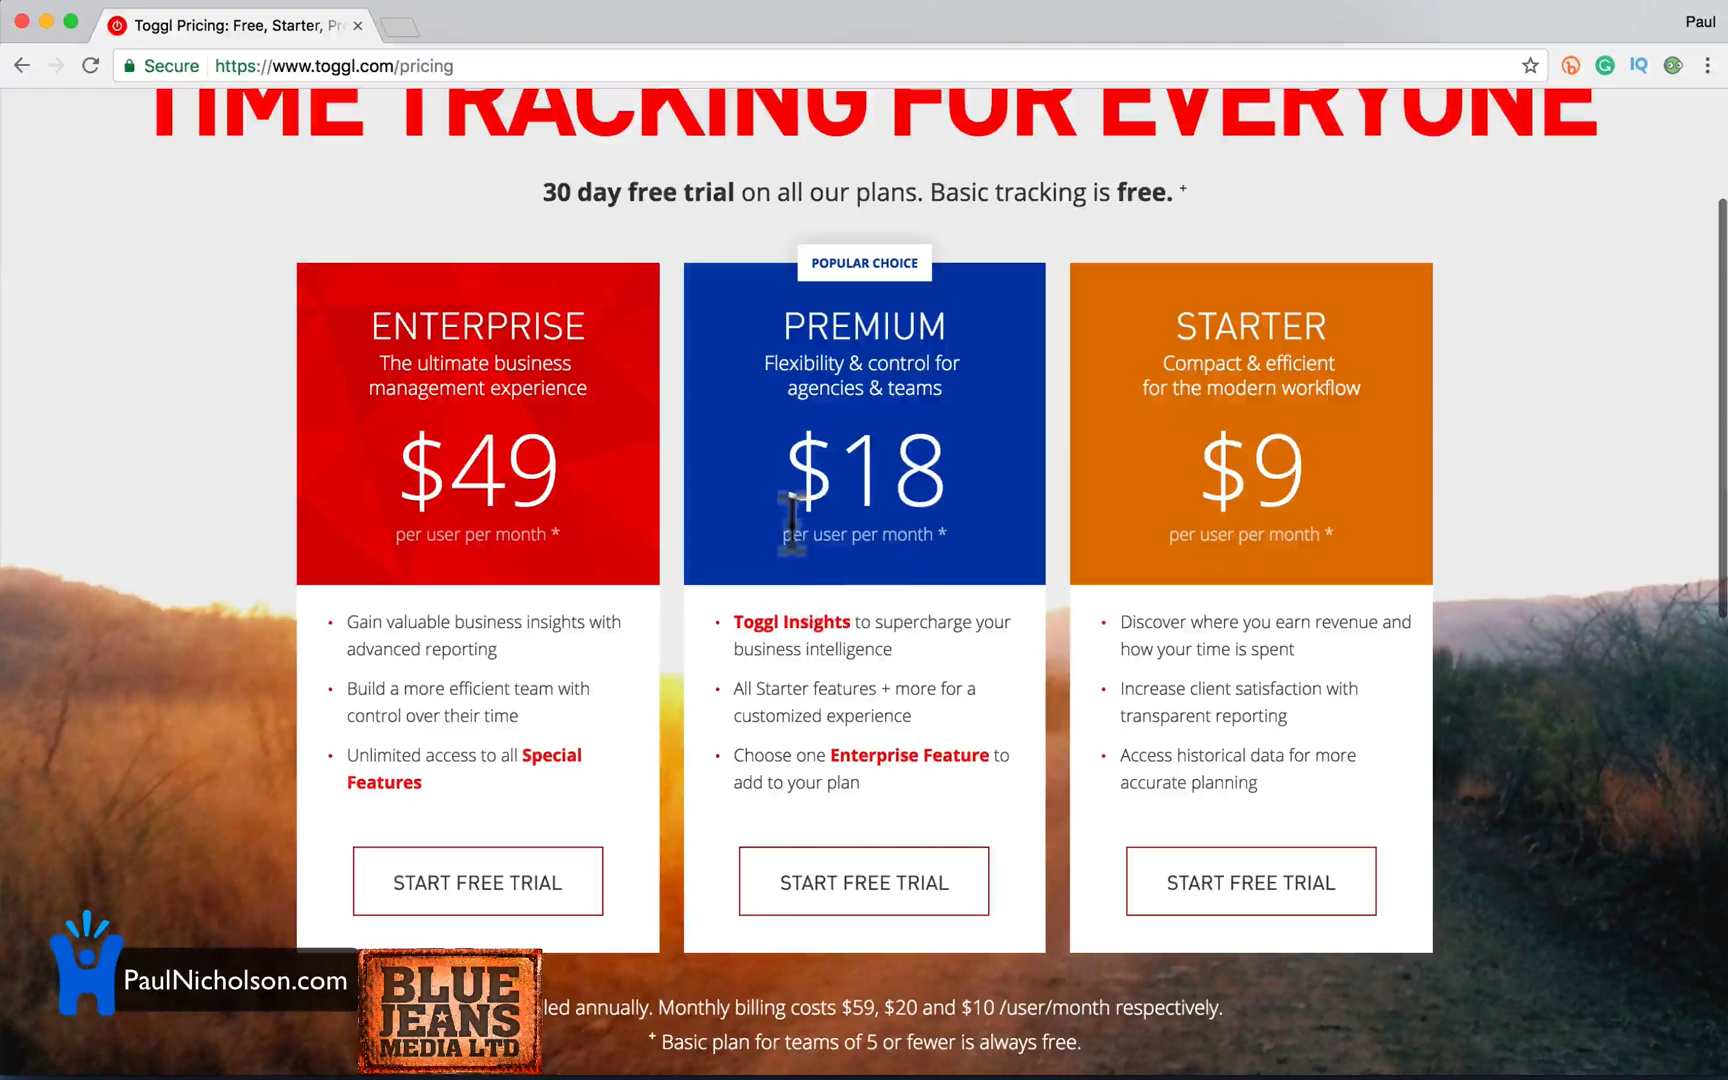 Toggl Pricing: Free, Starter, Pr
Paul
Secure
https://www.toggl.com/pricing
IQ
TIME TRACKING FOR EVERYONE
30 day free trial on all our plans. Basic tracking is free. +
ENTERPRISE
The ultimate business
management experience
$49
per user per month *
• Gain valuable business insights with
advanced reporting
• Build a more efficient team with
control over their time
• Unlimited access to all Special
Features
START FREE TRIAL
POPULAR CHOICE
PREMIUM
Flexibility & control for
agencies & teams
$18
per user per month *
• Toggl Insights to supercharge your
business intelligence
• All Starter features + more for a
customized experience
• Choose one Enterprise Feature to
add to your plan
START FREE TRIAL
STARTER
Compact & efficient
for the modern workflow
$9
per user per month *
• Discover where you earn revenue and
how your time is spent
• Increase client satisfaction with
transparent reporting
• Access historical data for more
accurate planning
START FREE TRIAL
PaulNicholson.com
BLUE
JEANS
MEDIA LTD
led annually. Monthly billing costs $59, $20 and $10 /user/month respectively.
+ Basic plan for teams of 5 or fewer is always free.